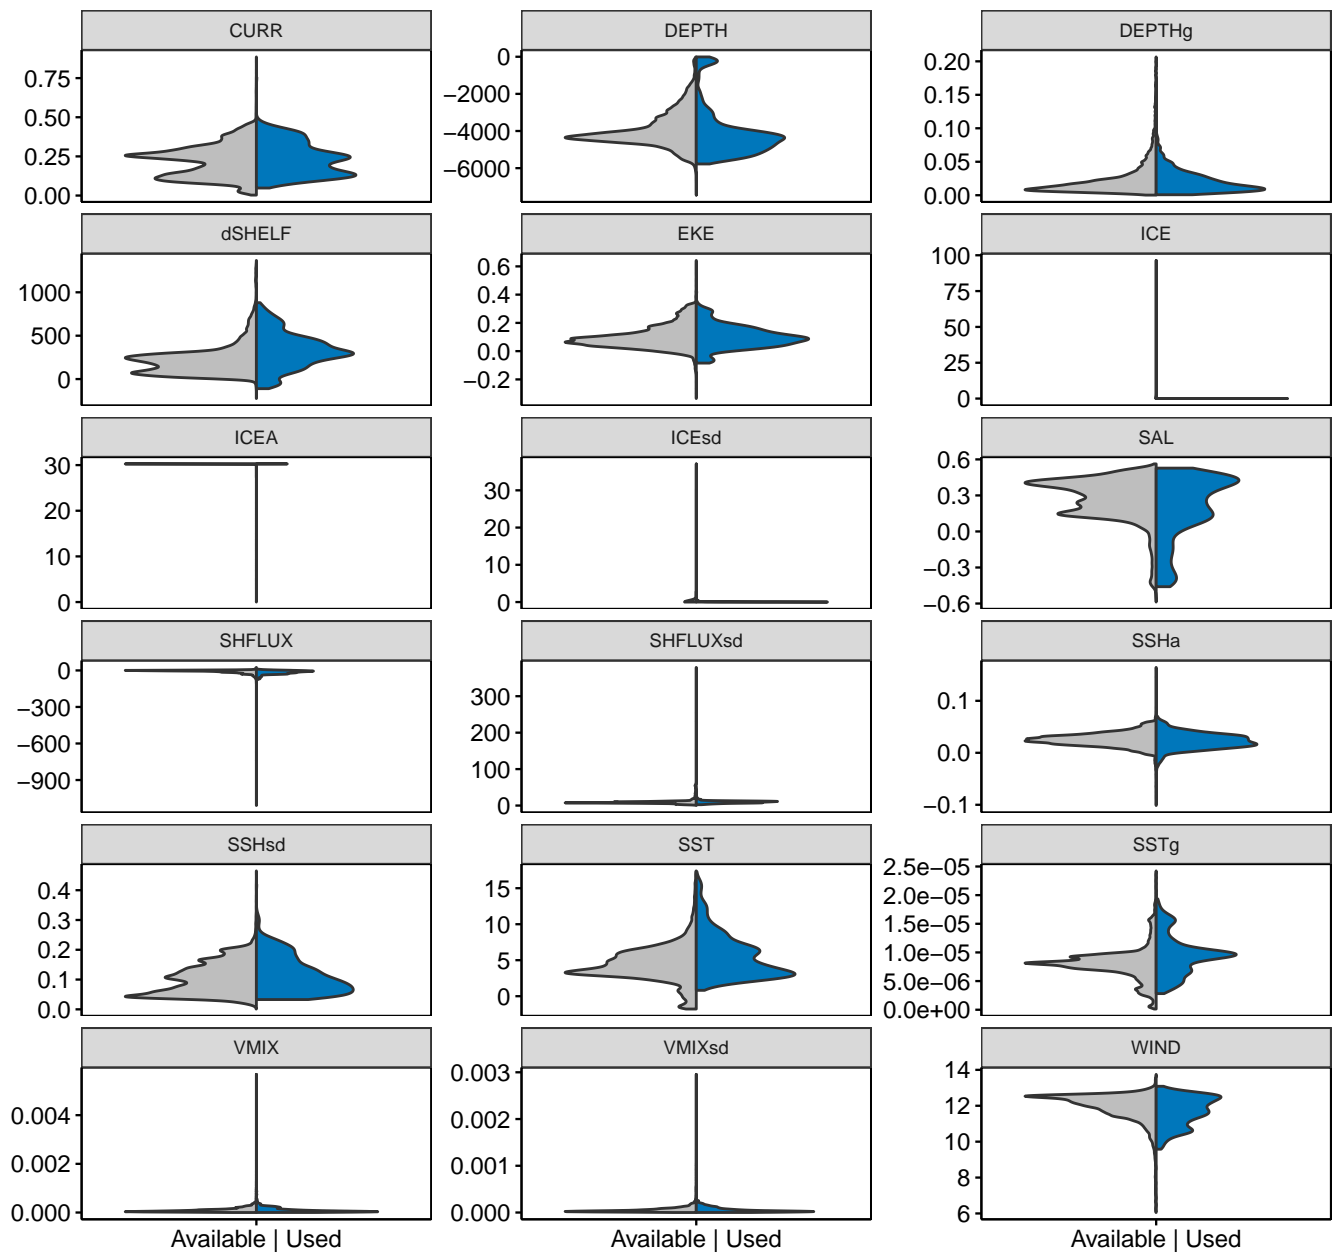 CURR
DEPTH
DEPTHg
0.75
0.50
0.25
0.00
0
−2000
−4000
−6000
0.20
0.15
0.10
0.05
0.00
dSHELF
EKE
ICE
1000
500
0
0.6
0.4
0.2
0.0
−0.2
100
75
50
25
0
ICEA
ICEsd
SAL
30
20
10
0
30
20
10
0
0.6
0.3
0.0
−0.3
−0.6
SHFLUX
SHFLUXsd
SSHa
0
−300
−600
−900
300
200
100
0
0.1
0.0
−0.1
SSHsd
SST
SSTg
0.4
0.3
0.2
0.1
0.0
15
10
5
0
2.5e−05
2.0e−05
1.5e−05
1.0e−05
5.0e−06
0.0e+00
VMIX
VMIXsd
WIND
0.004
0.002
0.000
0.003
0.002
0.001
0.000
14
12
10
8
6
Available | Used
Available | Used
Available | Used